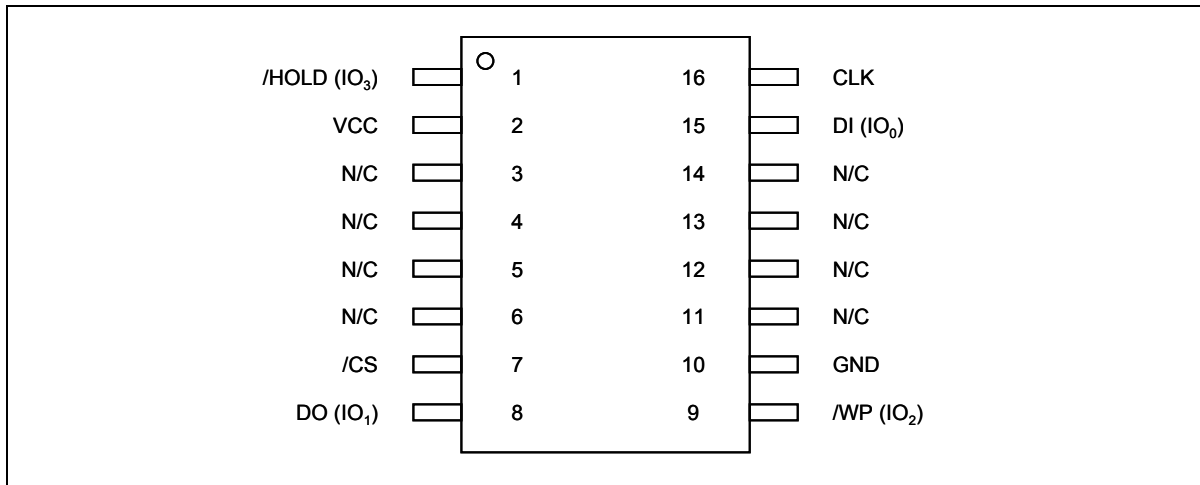 /HOLD (IO₃) 1 16 CLK
VCC 2 15 DI (IO₀)
N/C 3 14 N/C
N/C 4 13 N/C
N/C 5 12 N/C
N/C 6 11 N/C
/CS 7 10 GND
DO (IO₁) 8 9 /WP (IO₂)